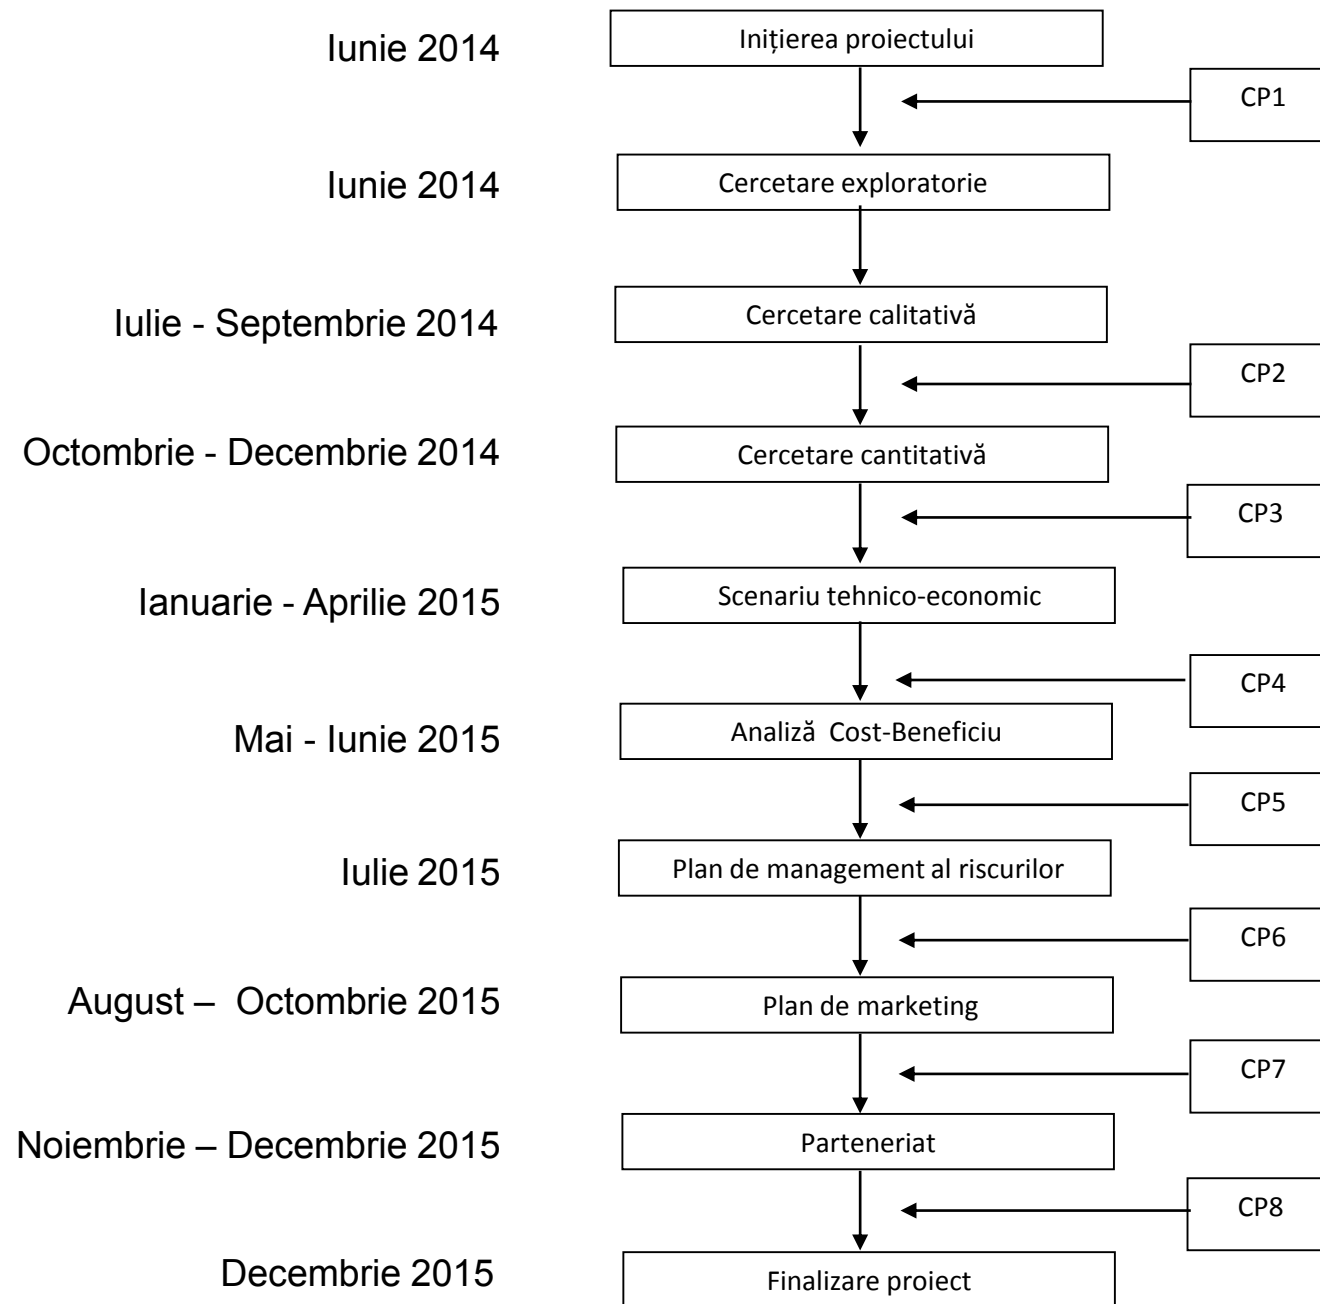 Iunie 2014
Inițierea proiectului
CP1
Iunie 2014
Cercetare exploratorie
Iulie - Septembrie 2014
Cercetare calitativă
CP2
Octombrie - Decembrie 2014
Cercetare cantitativă
CP3
Ianuarie - Aprilie 2015
Scenariu tehnico-economic
CP4
Mai - Iunie 2015
Analiză Cost-Beneficiu
CP5
Iulie 2015
Plan de management al riscurilor
CP6
August – Octombrie 2015
Plan de marketing
CP7
Noiembrie – Decembrie 2015
Parteneriat
CP8
Decembrie 2015
Finalizare proiect